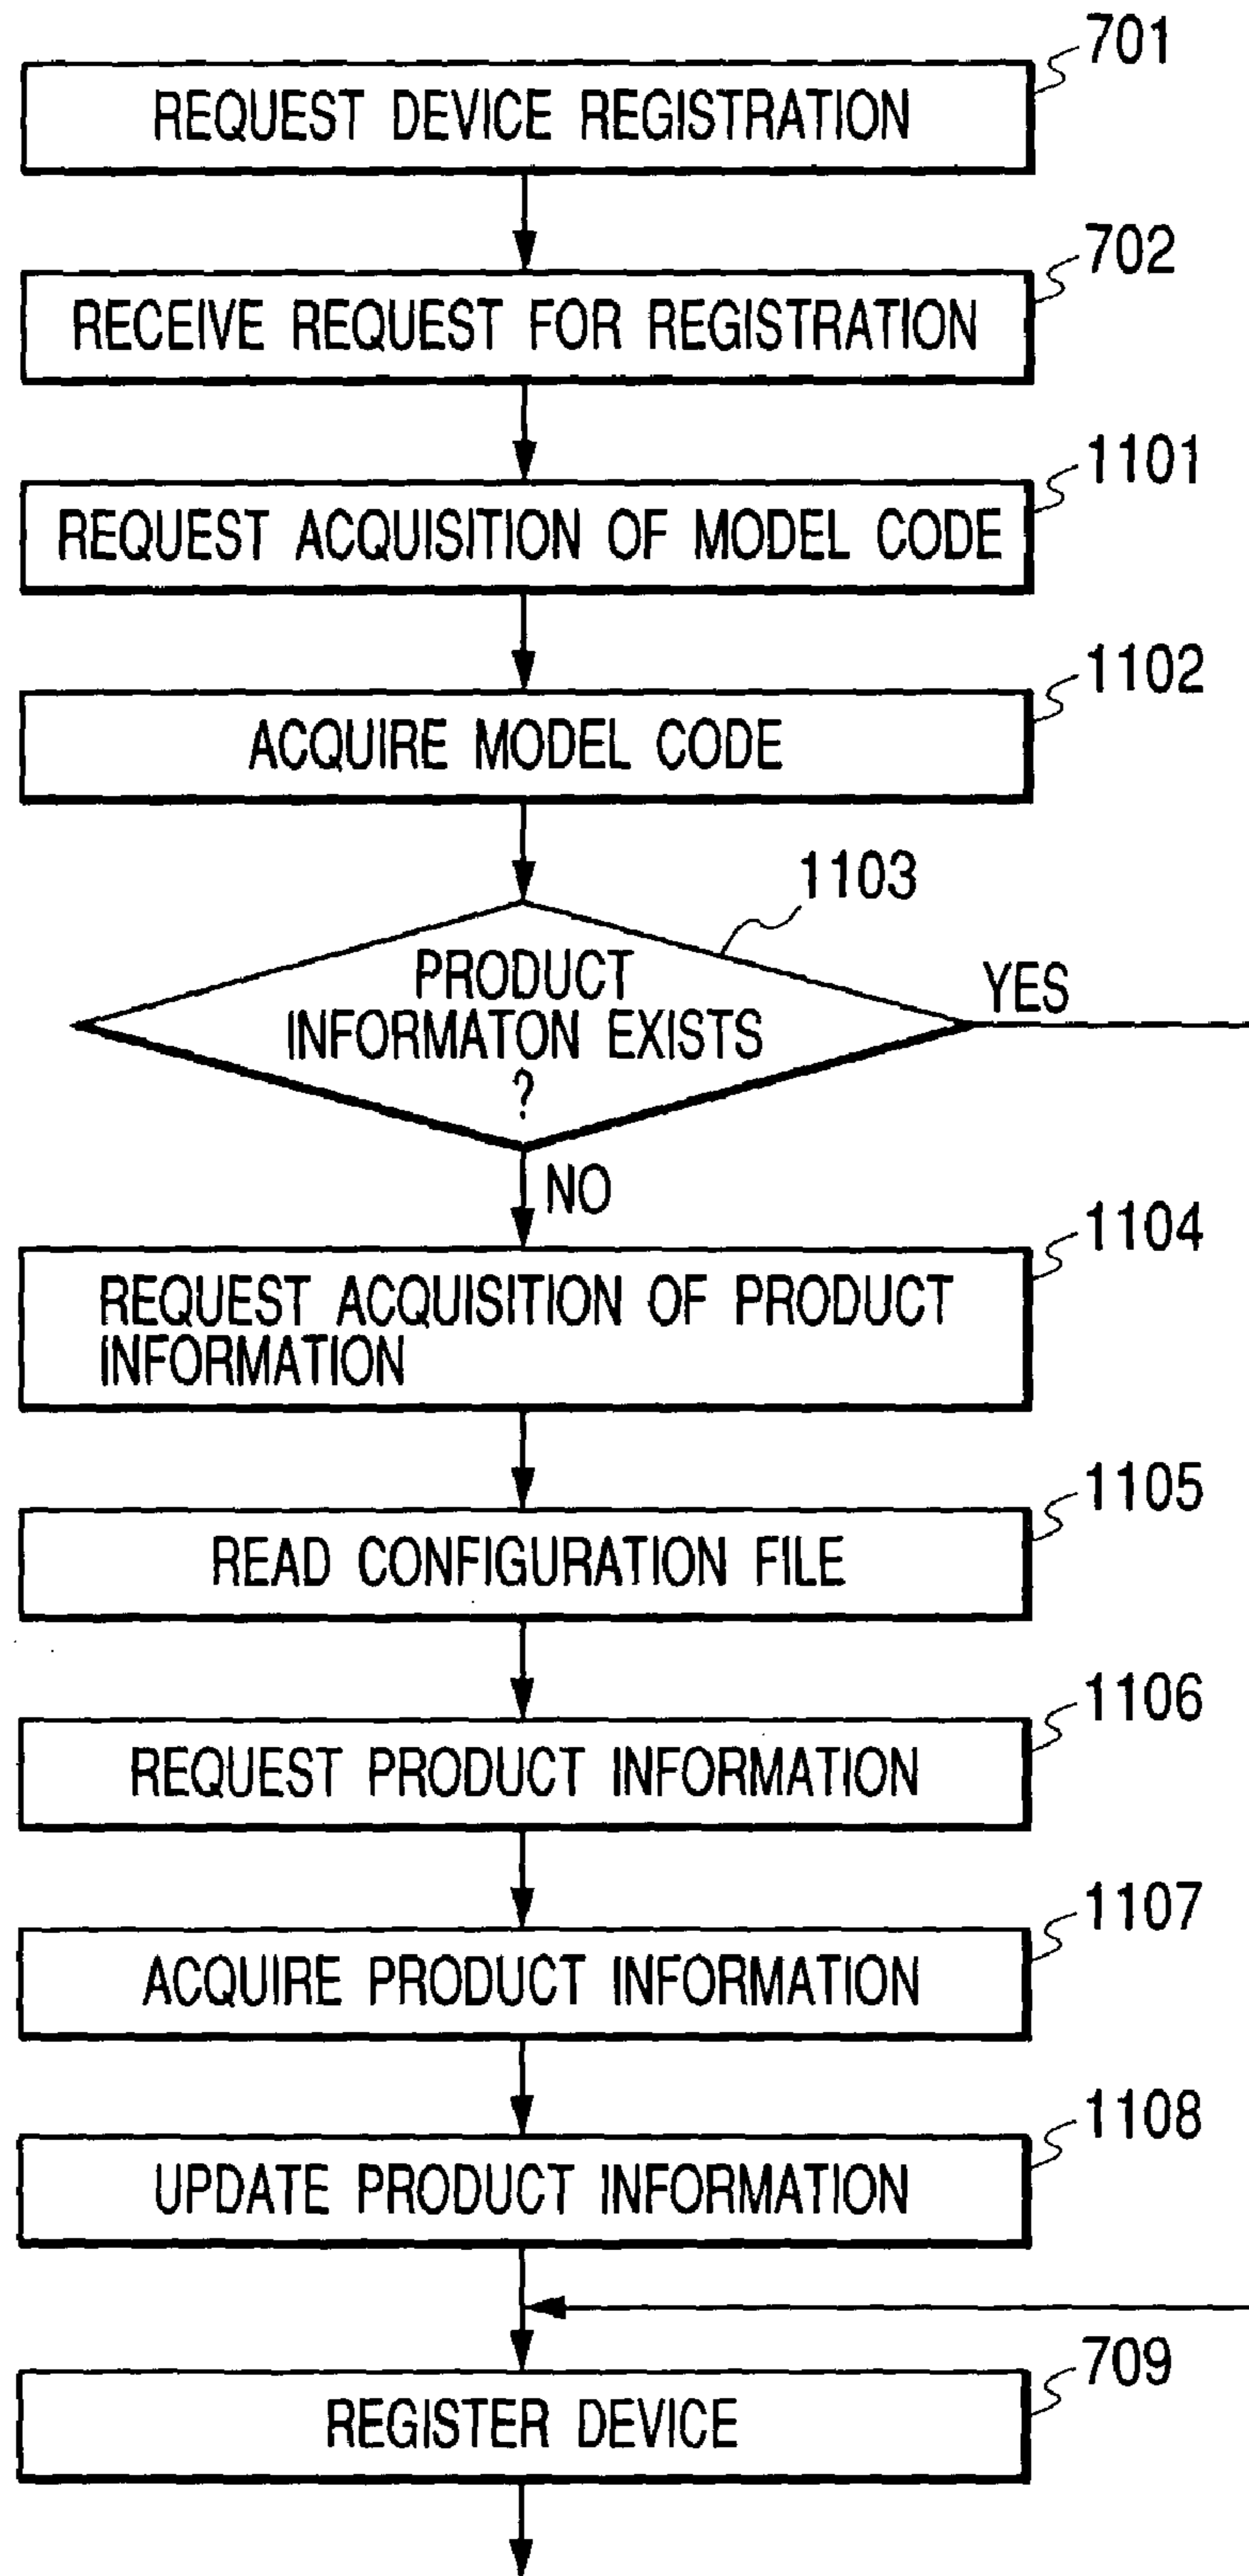 701
REQUEST DEVICE REGISTRATION
702
RECEIVE REQUEST FOR REGISTRATION
1101
REQUEST ACQUISITION OF MODEL CODE
1102
ACQUIRE MODEL CODE
1103
PRODUCT
INFORMATON EXISTS
?
YES
NO
1104
REQUEST ACQUISITION OF PRODUCT
INFORMATION
1105
READ CONFIGURATION FILE
1106
REQUEST PRODUCT INFORMATION
1107
ACQUIRE PRODUCT INFORMATION
1108
UPDATE PRODUCT INFORMATION
709
REGISTER DEVICE